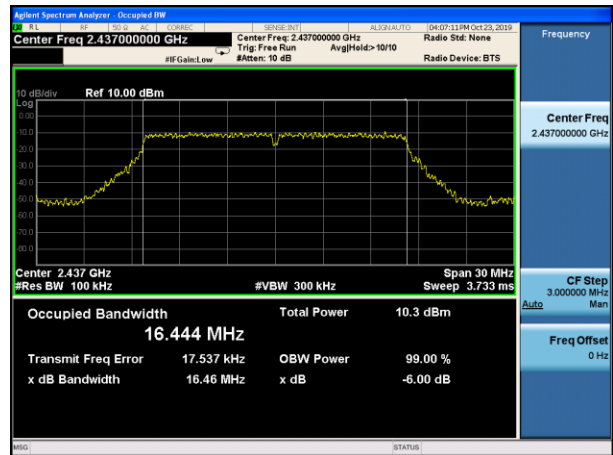 Agilent Spectrum Analyzer - Occupied BW
RL RF 50 Ω AC CORREC SENSE:INT ALIGNAUTO 04:07:11PM Oct 23, 2019
Center Freq 2.437000000 GHz
Center Freq: 2.437000000 GHz
Radio Std: None
Trig: Free Run Avg|Hold:> 10/10
#IFGain:Low #Atten: 10 dB Radio Device: BTS
Frequency
10 dB/div Ref 10.00 dBm
Log
0.00
-10.0
-20.0
-30.0
-40.0
-50.0
-60.0
-70.0
-80.0
Center 2.437 GHz Span 30 MHz
#Res BW 100 kHz #VBW 300 kHz Sweep 3.733 ms
Occupied Bandwidth Total Power 10.3 dBm
16.444 MHz
Transmit Freq Error 17.537 kHz OBW Power 99.00 %
x dB Bandwidth 16.46 MHz x dB -6.00 dB
Center Freq
2.437000000 GHz
CF Step
3.000000 MHz
Auto Man
Freq Offset
0 Hz
MSG STATUS